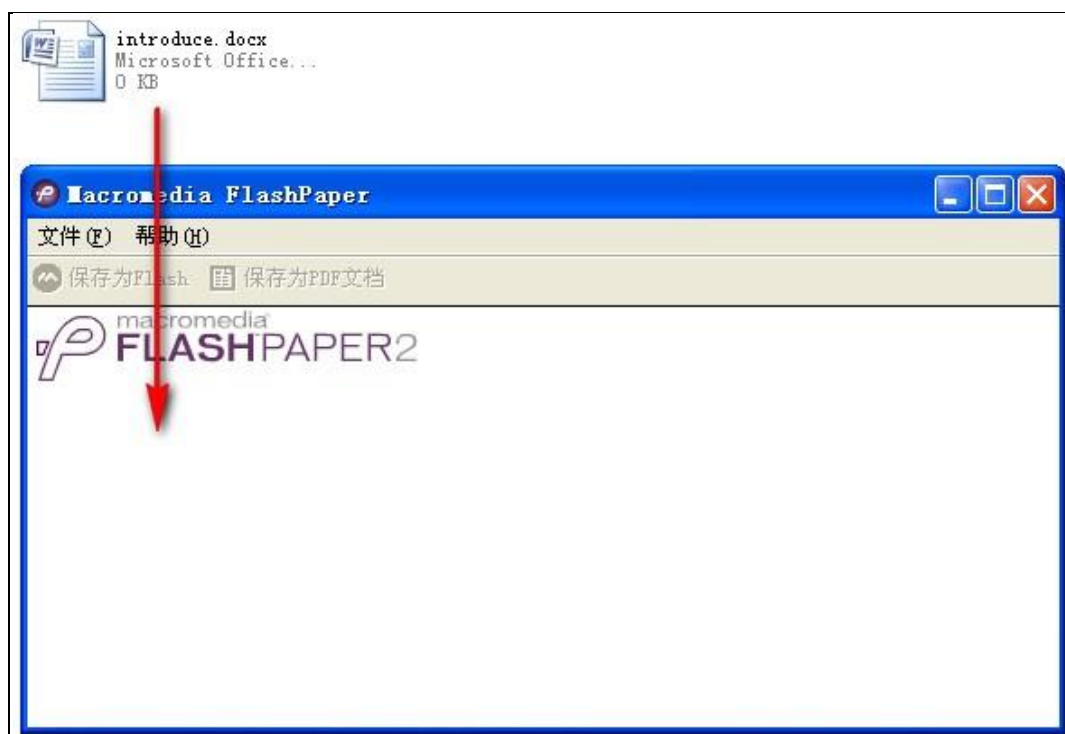 introduce.docx
Microsoft Office...
0 KB
Macromedia FlashPaper
文件(F) 帮助(H)
保存为Flash 保存为PDF文档
macromedia
FLASHPAPER2